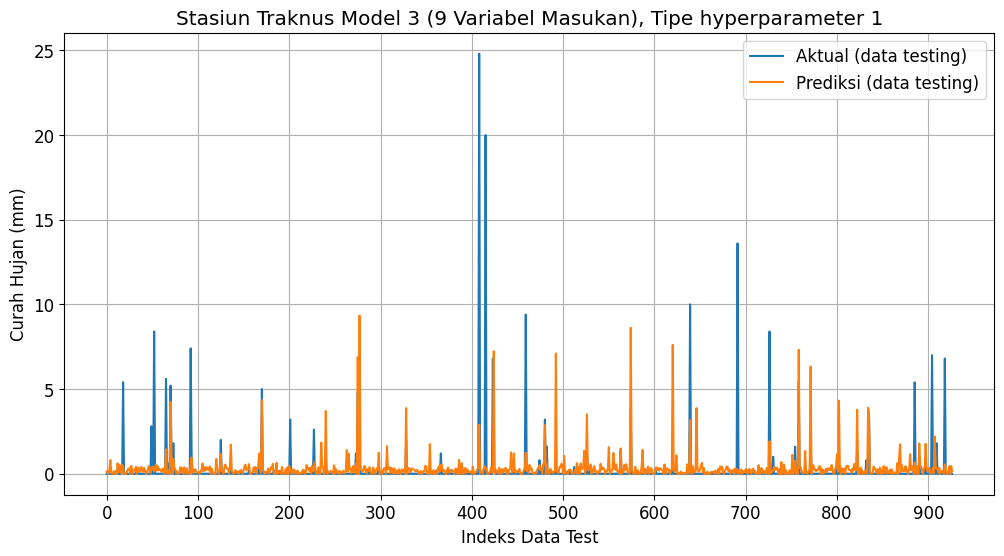 Stasiun Traknus Model 3 (9 Variabel Masukan), Tipe hyperparameter 1
Aktual (data testing)
Prediksi (data testing)
Curah Hujan (mm)
25
20
15
10
5
0
0 100 200 300 400 500 600 700 800 900
Indeks Data Test